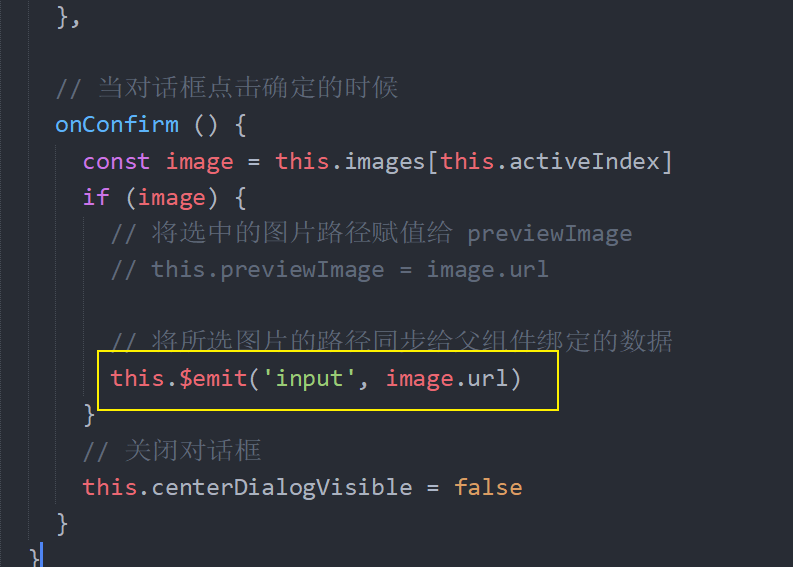 },
// 当对话框点击确定的时候
onConfirm () {
const image = this.images[this.activeIndex]
if (image) {
// 将选中的图片路径赋值给 previewImage
// this.previewImage = image.url
// 将所选图片的路径同步给父组件绑定的数据
this.$emit('input', image.url)
}
// 关闭对话框
this.centerDialogVisible = false
}
}